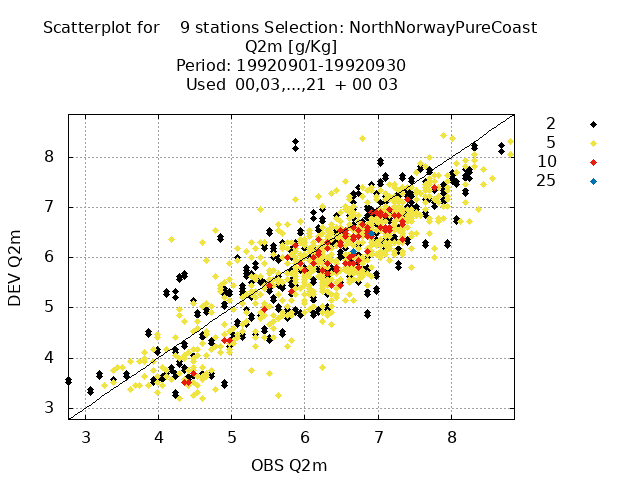 Scatterplot for 9 stations Selection: NorthNorwayPureCoast
Q2m [g/Kg]
Period: 19920901-19920930
Used 00,03,...,21 + 00 03
2
5
10
25
DEV Q2m
8
7
6
5
4
3
3 4 5 6 7 8
OBS Q2m